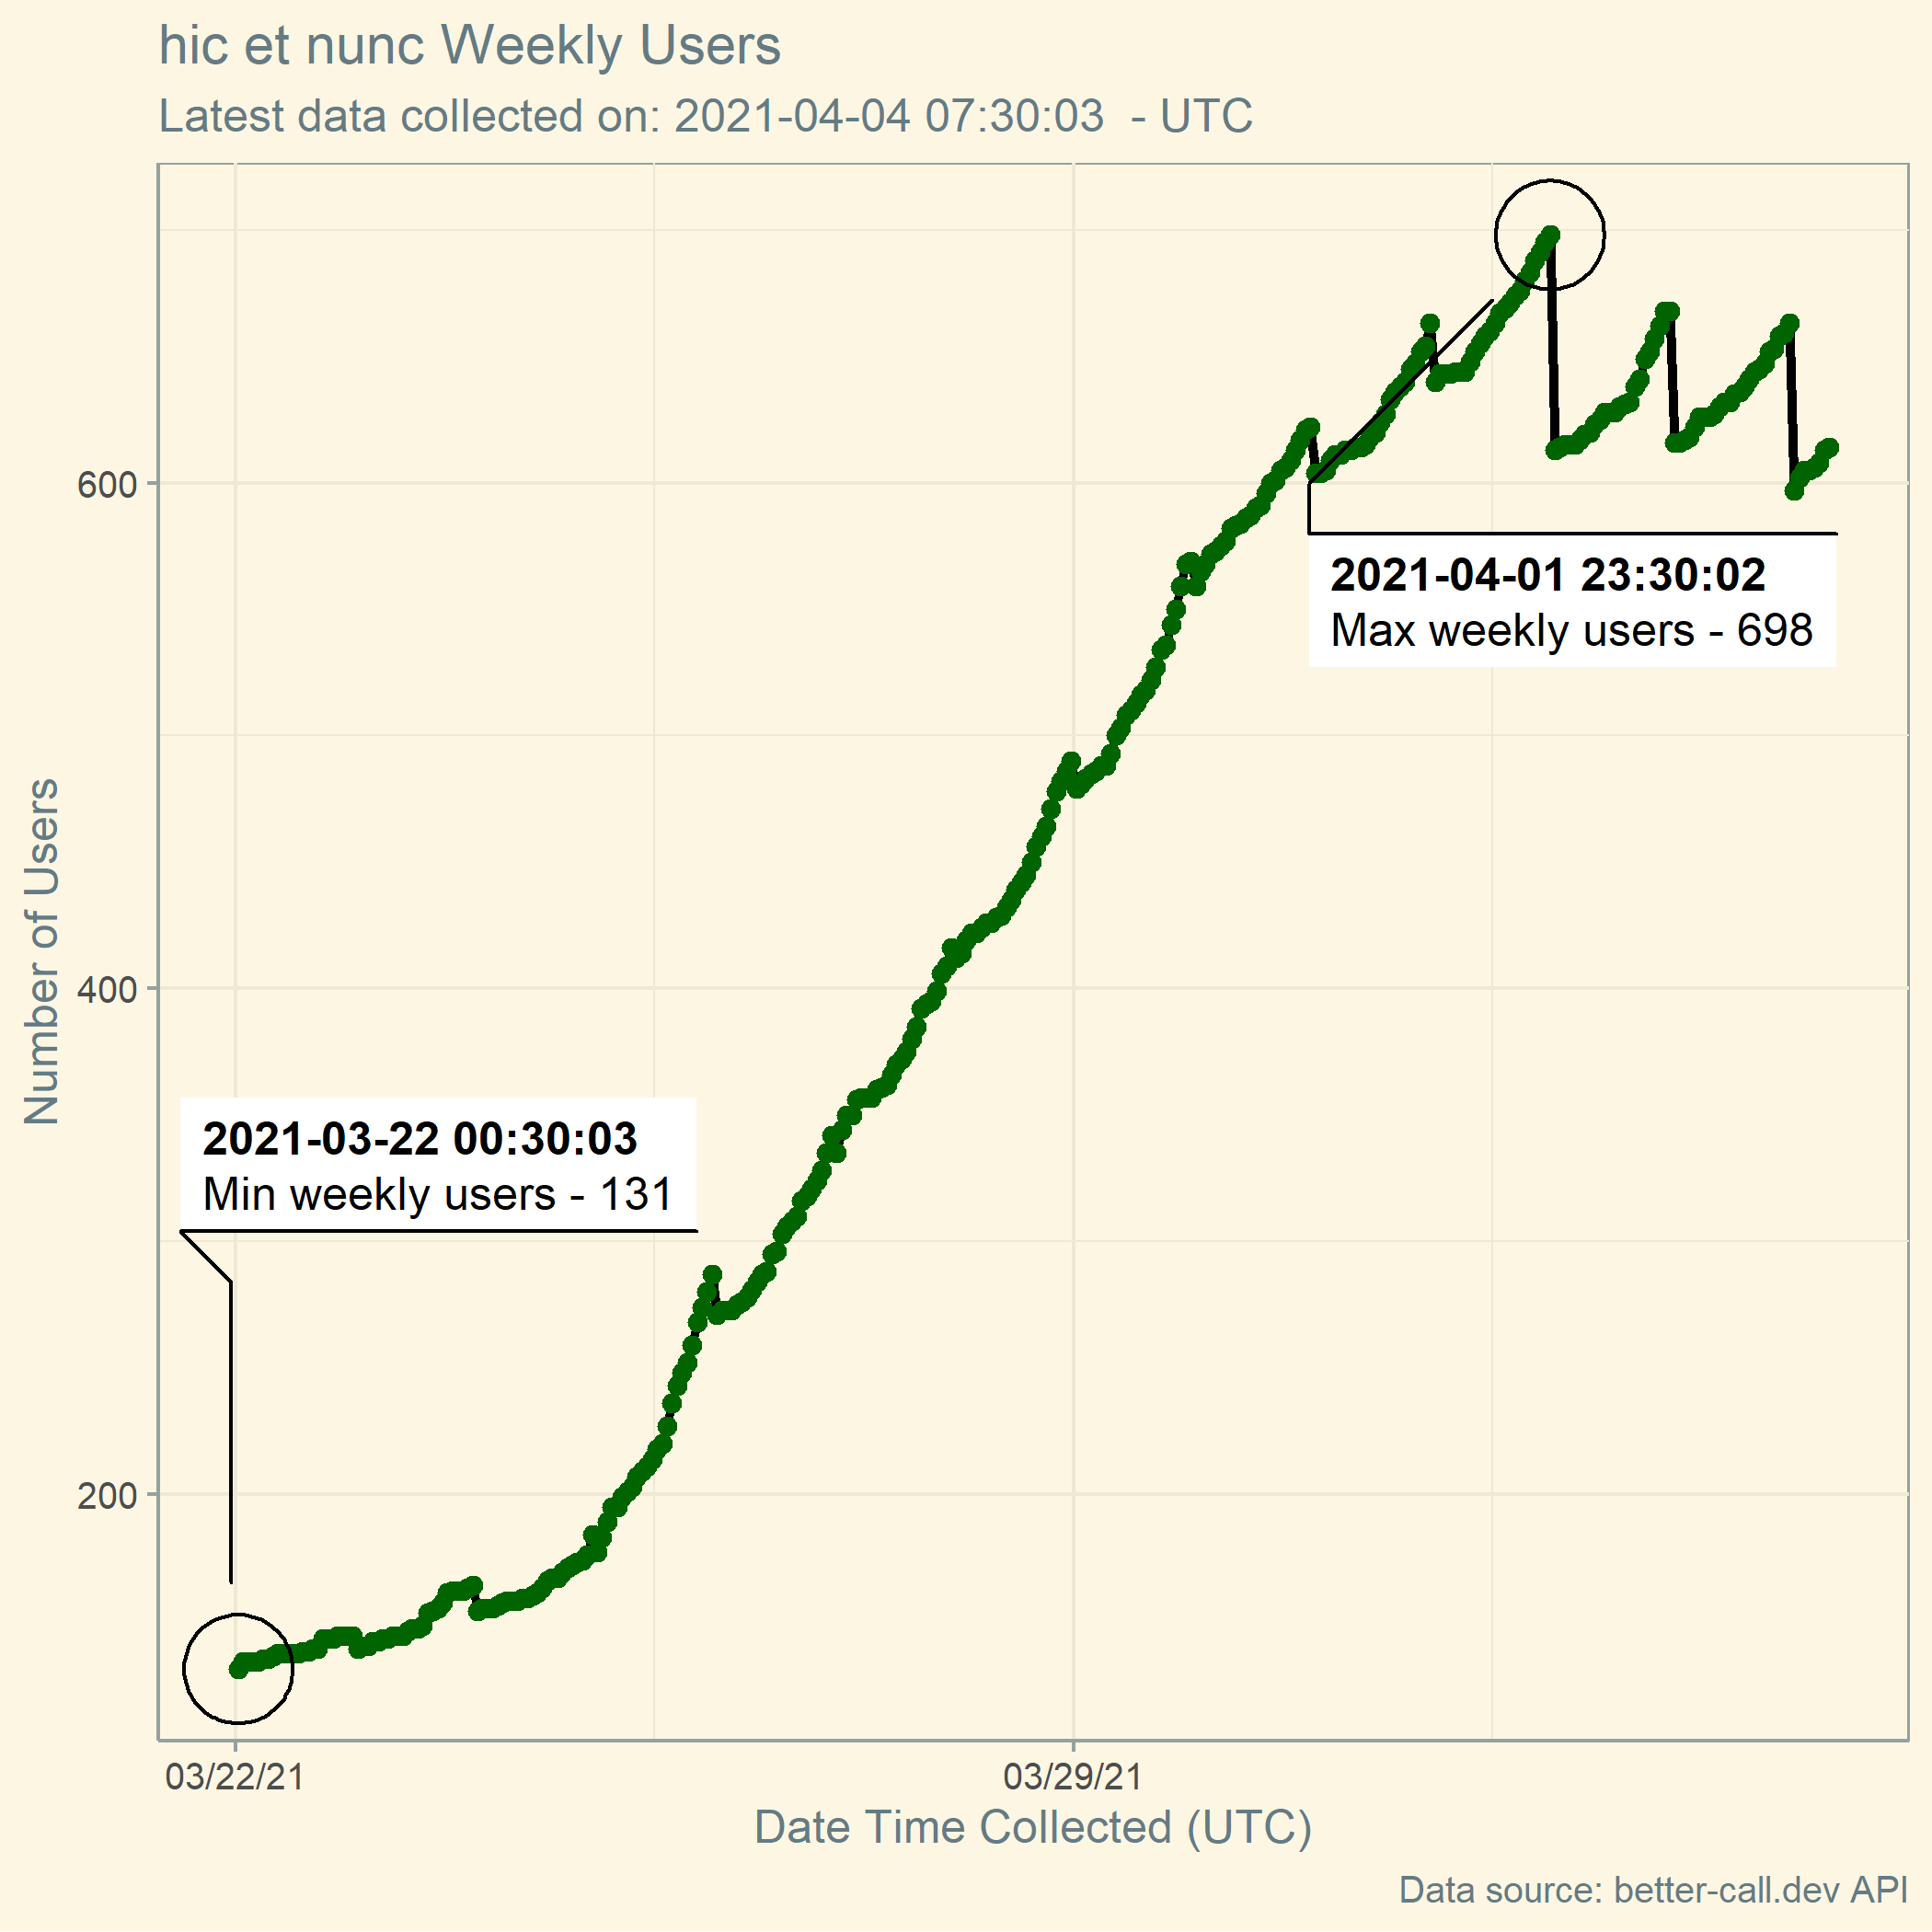 hic et nunc Weekly Users
Latest data collected on: 2021-04-04 07:30:03  - UTC
Number of Users
600
400
200
2021-04-01 23:30:02
Max weekly users - 698
2021-03-22 00:30:03
Min weekly users - 131
03/22/21
03/29/21
Date Time Collected (UTC)
Data source: better-call.dev API